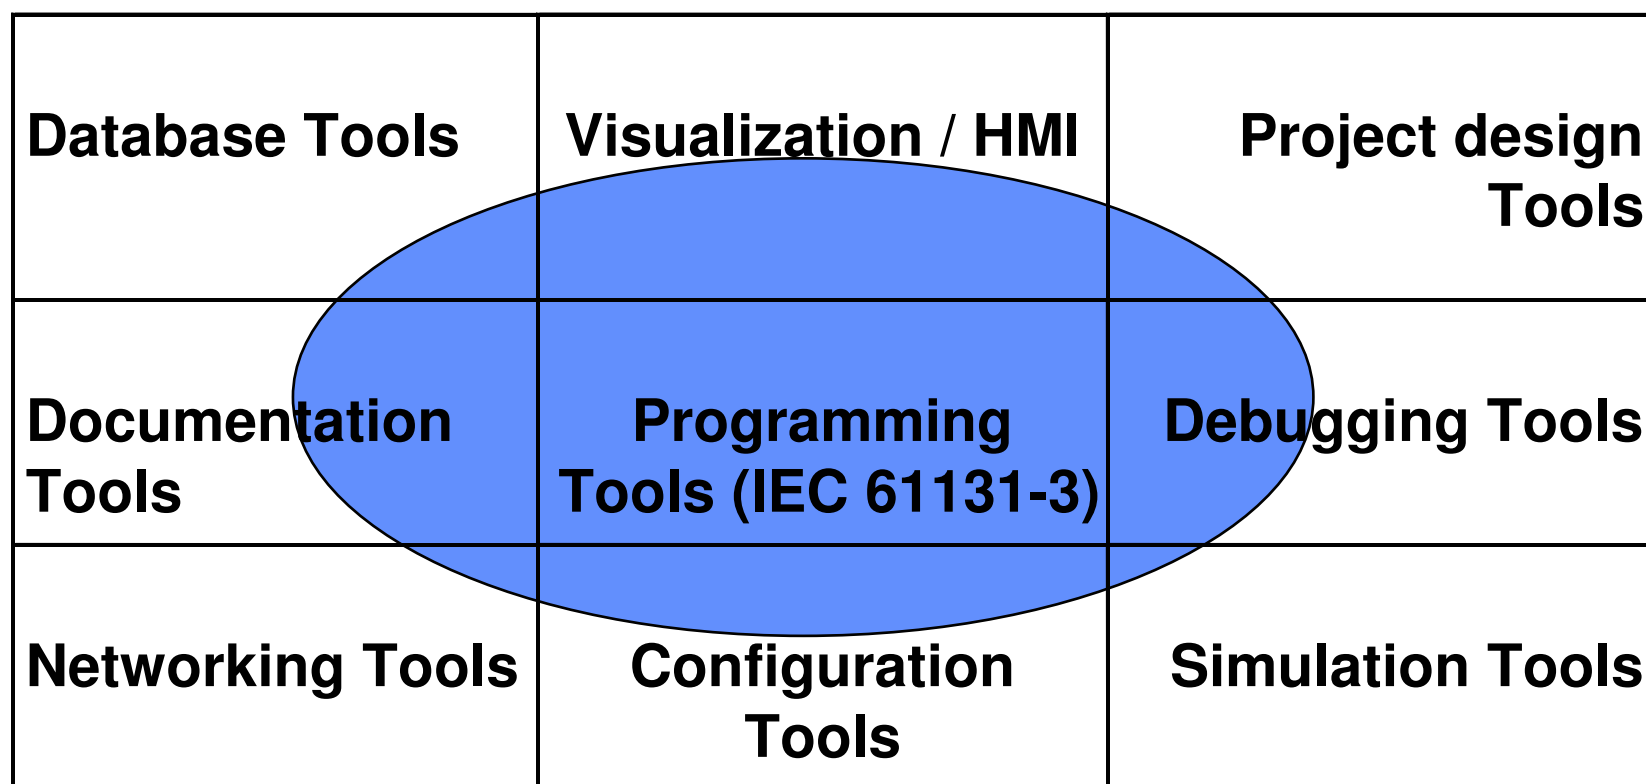 Database Tools
Visualization / HMI
Project design
Tools
Documentation
Tools
Programming
Tools (IEC 61131-3)
Debugging Tools
Networking Tools
Configuration
Tools
Simulation Tools